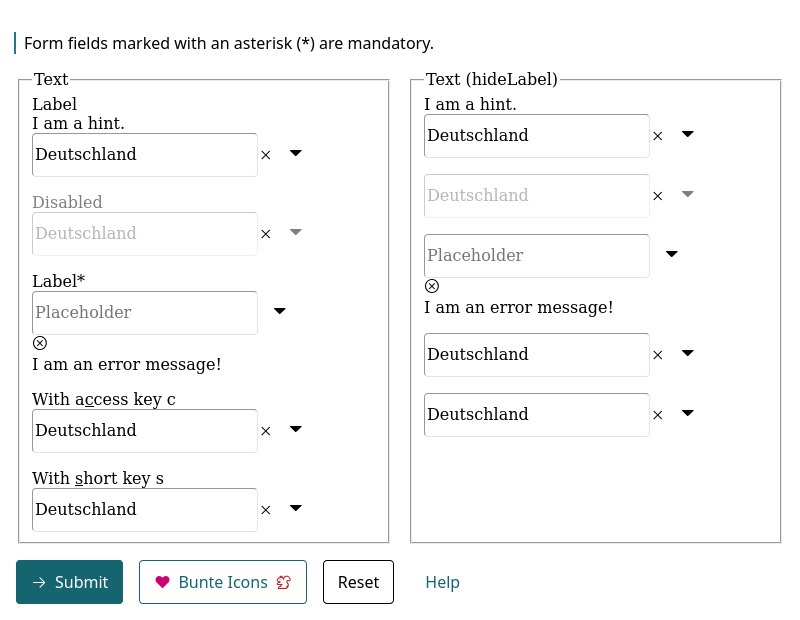 Form fields marked with an asterisk (*) are mandatory.
Text
Label
I am a hint.
Deutschland ×
Disabled
Deutschland ×
Label*
Placeholder
I am an error message!
With access key c
Deutschland ×
With short key s
Deutschland ×
Text (hideLabel)
I am a hint.
Deutschland ×
Deutschland ×
Placeholder
I am an error message!
Deutschland ×
Deutschland ×
→ Submit
Bunte Icons
Reset
Help